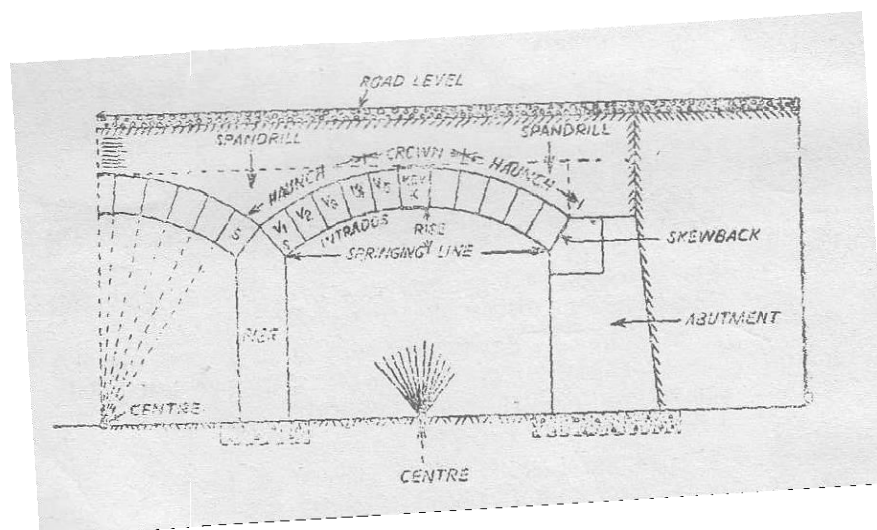 ROAD LEVEL
SPANDRILL
SPANDRILL
CROWN
HAUNCH
HAUNCH
KEY
K
V1
V2
V3
V4
V5
S
S
INTRADOS
RISE
SPRINGING LINE
SKEWBACK
PIER
ABUTMENT
CENTRE
CENTRE